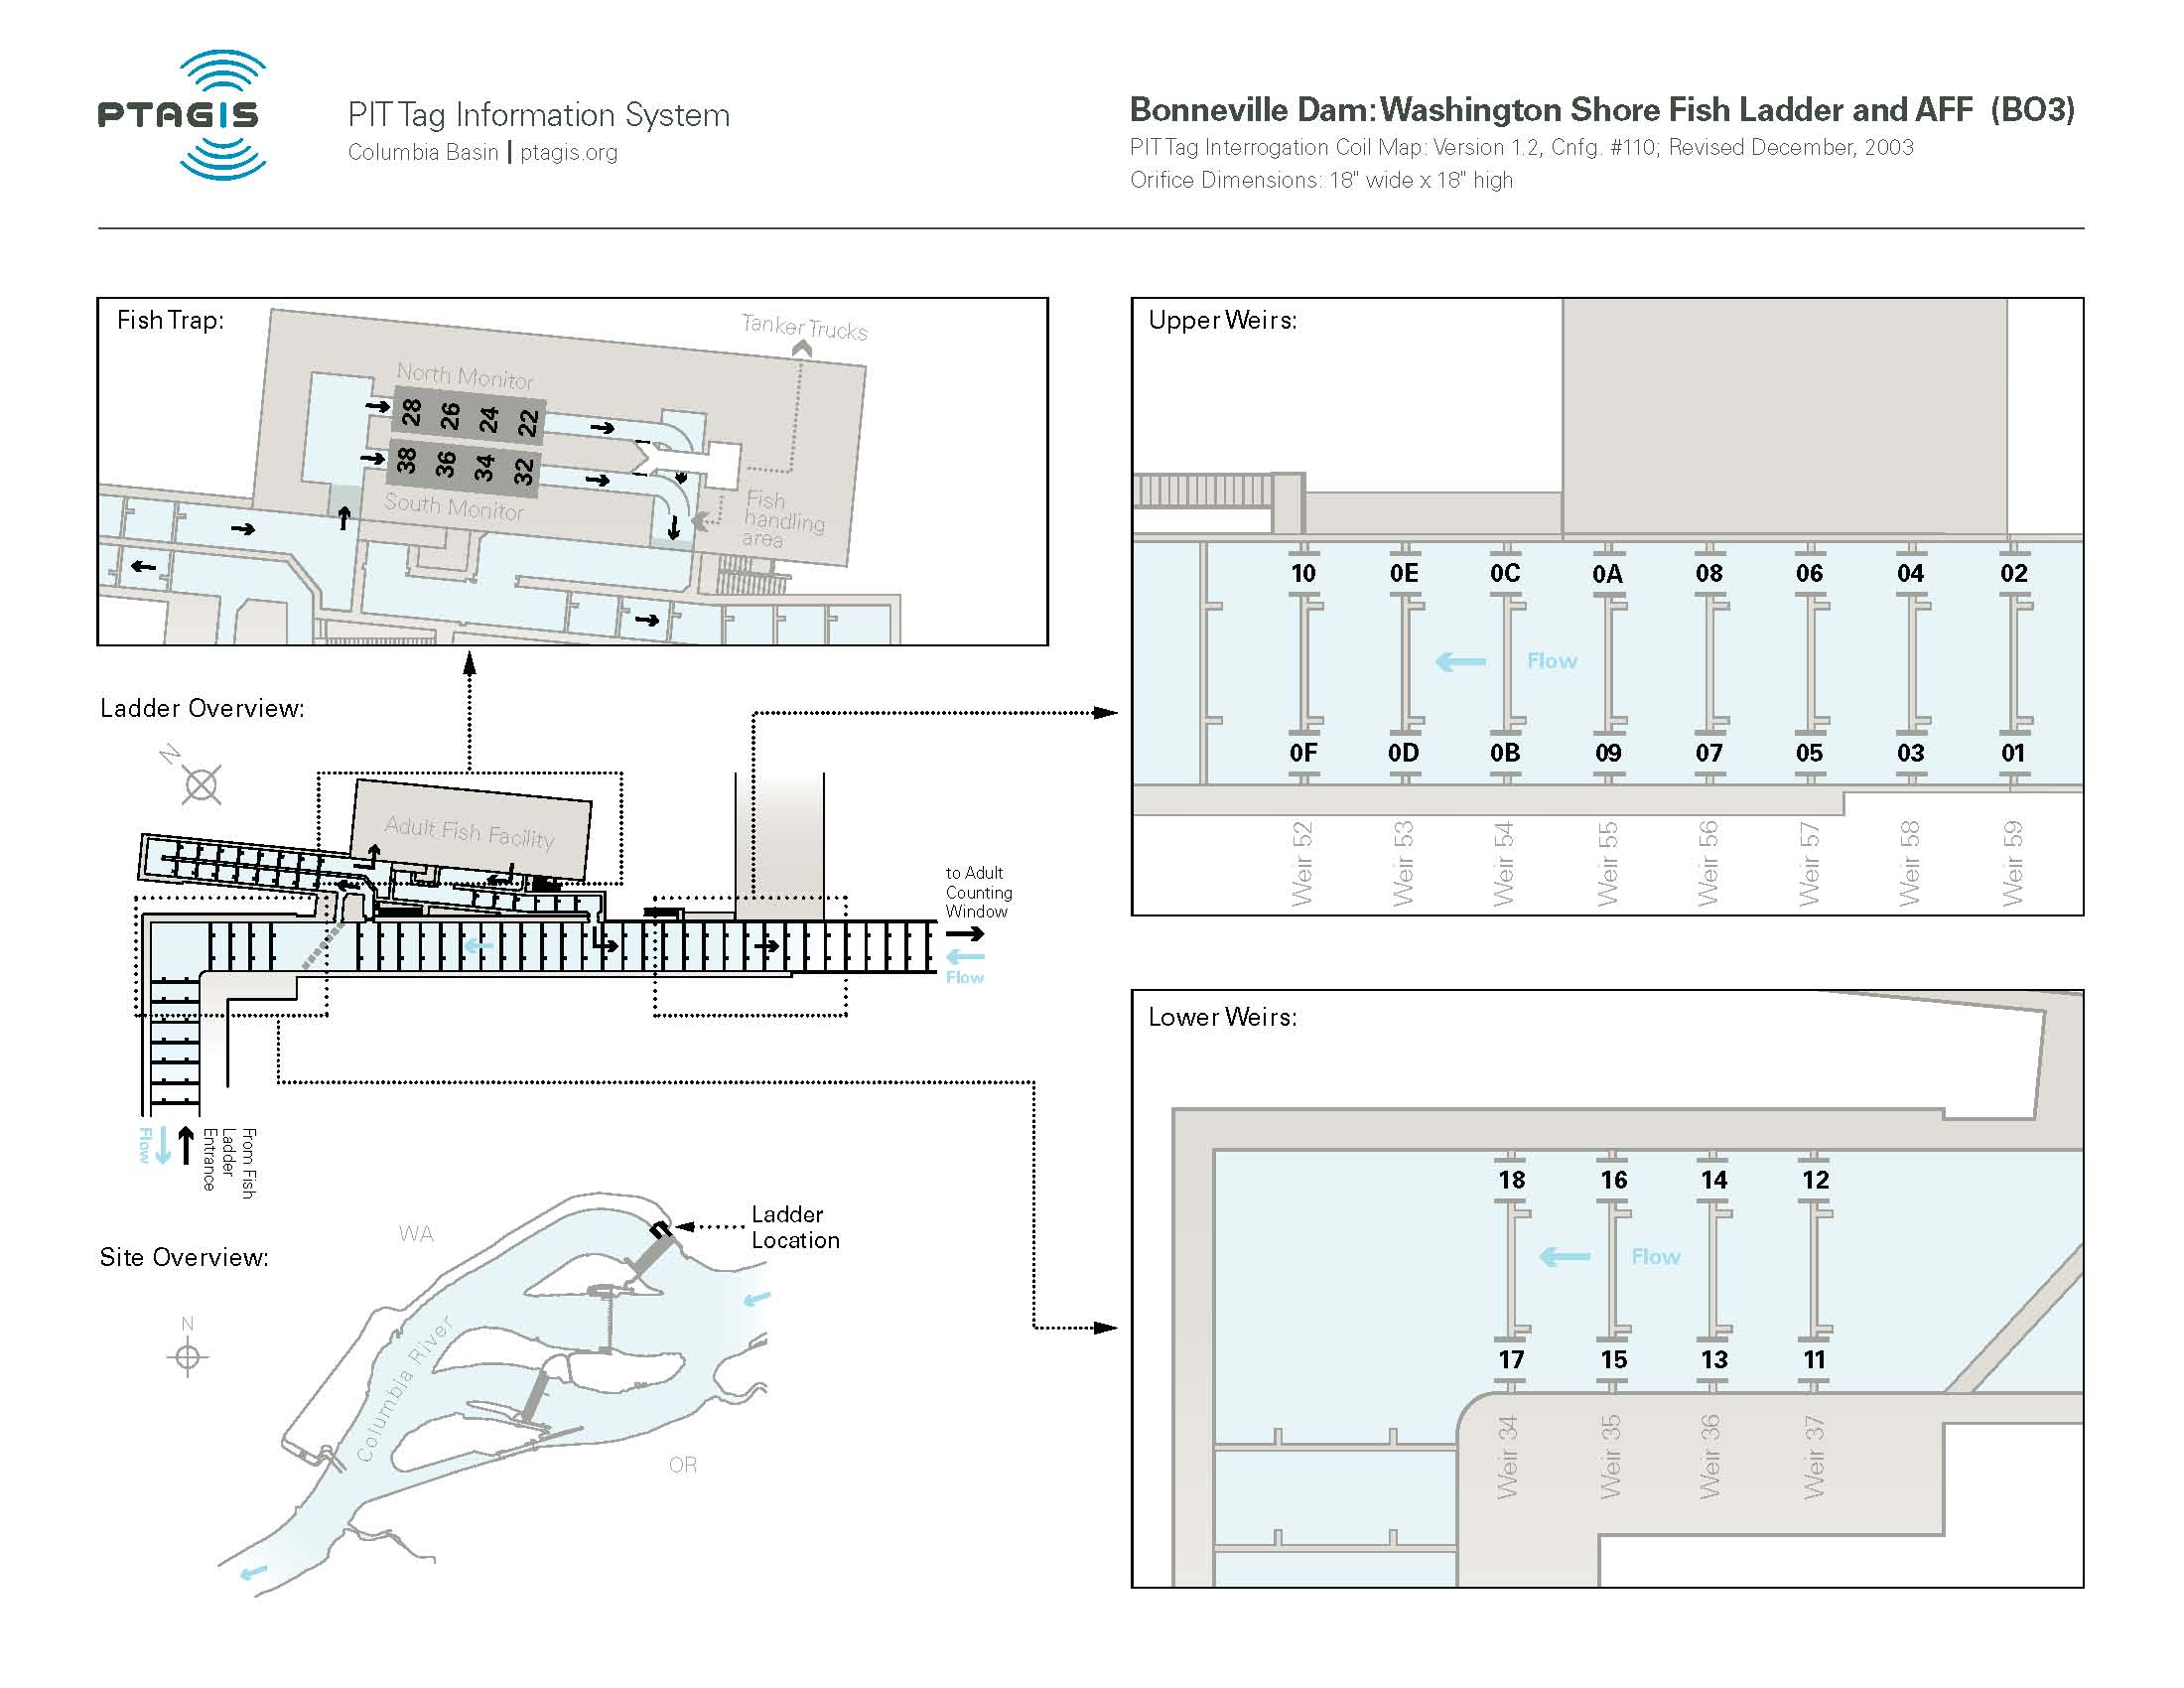 PTAGIS
PIT Tag Information System
Columbia Basin | ptagis.org
Bonneville Dam: Washington Shore Fish Ladder and AFF (BO3)
PIT Tag Interrogation Coil Map: Version 1.2, Cnfg. #110; Revised December, 2003
Orifice Dimensions: 18" wide x 18" high
Fish Trap:
Tanker Trucks
North Monitor
28 26 24 22
38 36 34 32
South Monitor
Fish
handling
area
Ladder Overview:
N
Adult Fish Facility
to Adult
Counting
Window
Flow
Flow
From Fish
Ladder
Entrance
Site Overview:
N
WA
Ladder
Location
Columbia River
OR
Upper Weirs:
10 0E 0C 0A 08 06 04 02
Flow
0F 0D 0B 09 07 05 03 01
Weir 52 Weir 53 Weir 54 Weir 55 Weir 56 Weir 57 Weir 58 Weir 59
Lower Weirs:
18 16 14 12
Flow
17 15 13 11
Weir 34 Weir 35 Weir 36 Weir 37